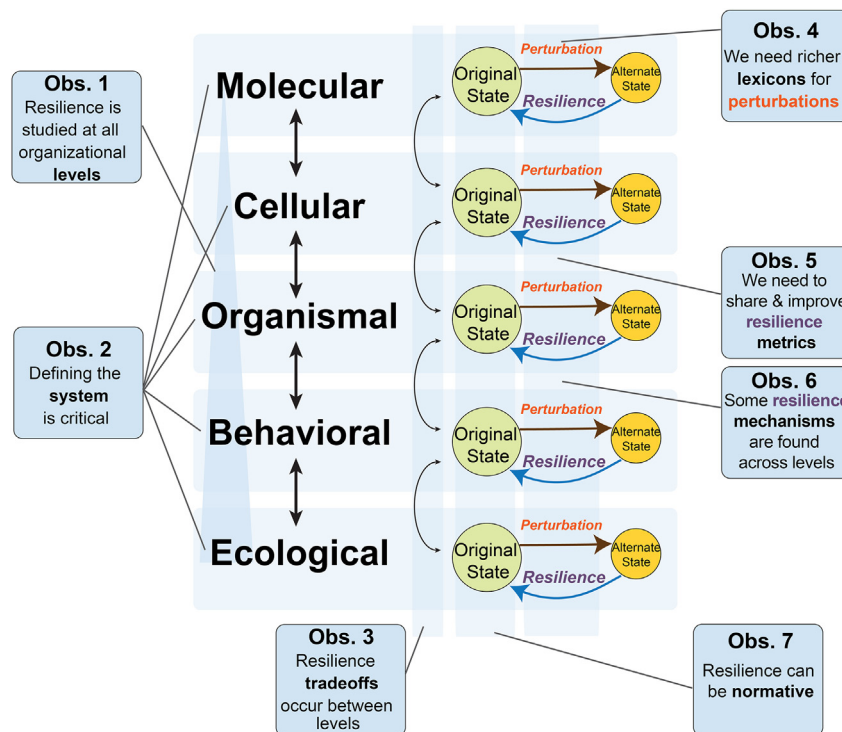 Obs. 1
Resilience is
studied at all
organizational
levels
Obs. 2
Defining the
system
is critical
Molecular
Cellular
Organismal
Behavioral
Ecological
Original
State
Perturbation
Resilience
Alternate
State
Original
State
Perturbation
Resilience
Alternate
State
Original
State
Perturbation
Resilience
Alternate
State
Original
State
Perturbation
Resilience
Alternate
State
Original
State
Perturbation
Resilience
Alternate
State
Obs. 3
Resilience
tradeoffs
occur between
levels
Obs. 4
We need richer
lexicons for
perturbations
Obs. 5
We need to
share & improve
resilience
metrics
Obs. 6
Some resilience
mechanisms
are found
across levels
Obs. 7
Resilience can
be normative